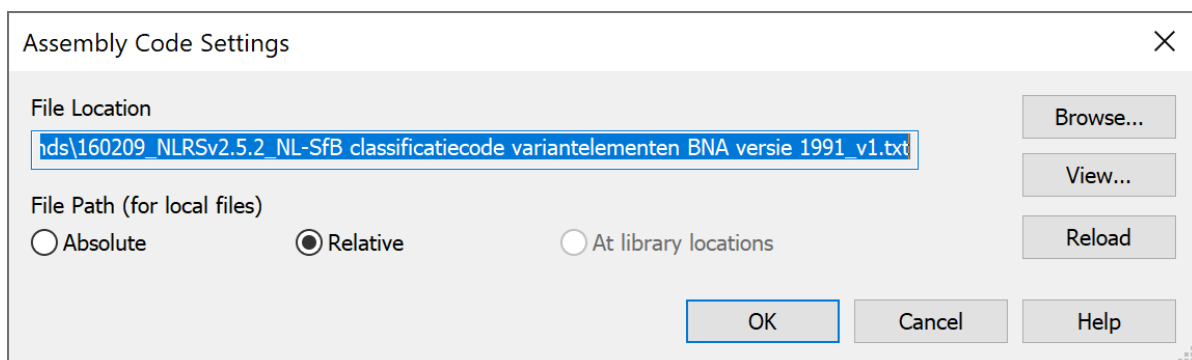 Assembly Code Settings
File Location
Browse...
nds\160209_NLRSv2.5.2_NL-SfB classificatiecode variantelementen BNA versie 1991_v1.txt
View...
File Path (for local files)
Absolute Relative At library locations
Reload
OK Cancel Help